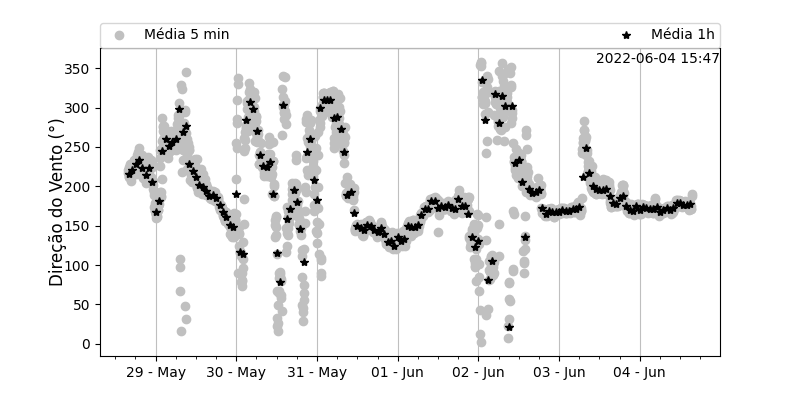 Média 5 min
Média 1h
2022-06-04 15:47
Direção do Vento (°)
350
300
250
200
150
100
50
0
29 - May
30 - May
31 - May
01 - Jun
02 - Jun
03 - Jun
04 - Jun